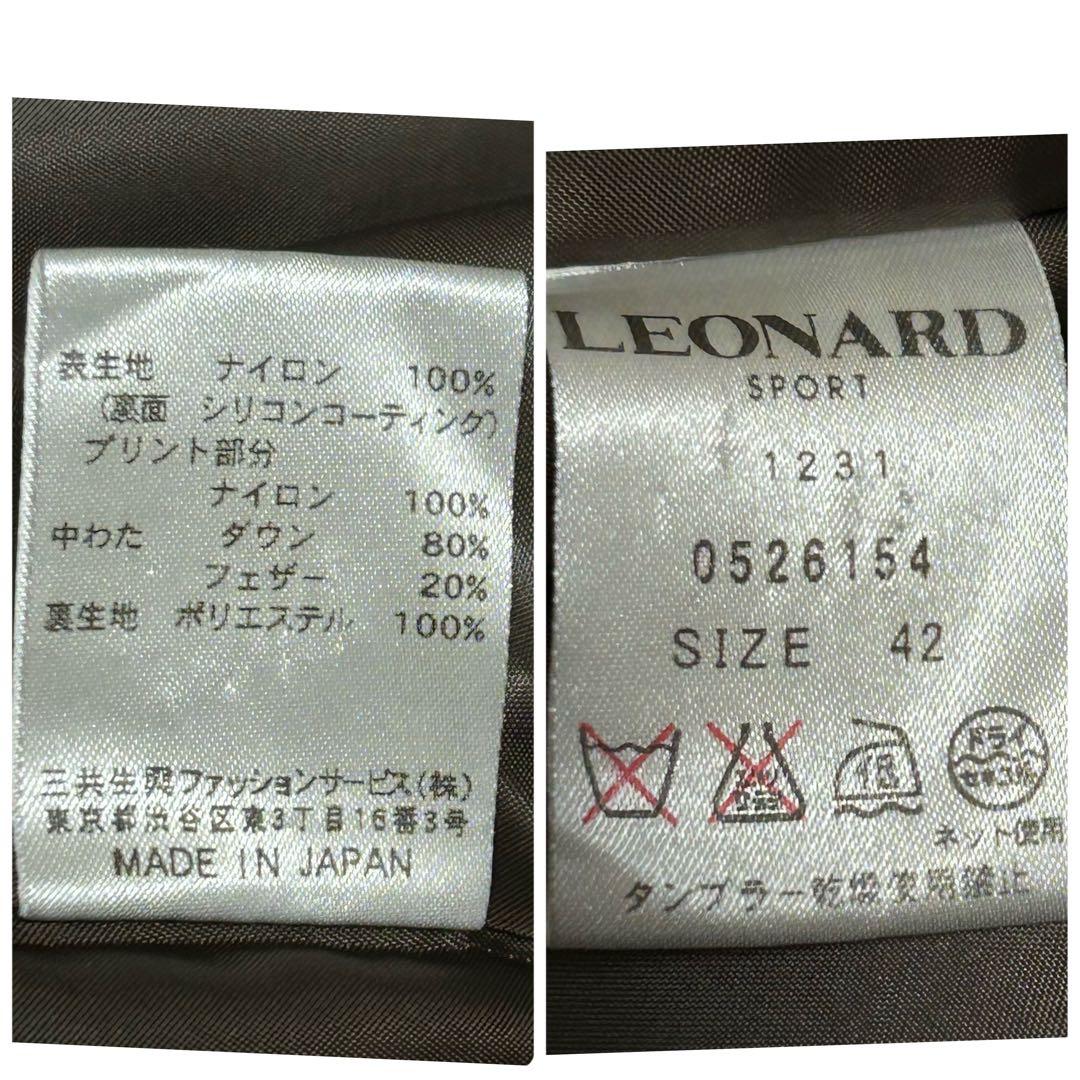 表生地 ナイロン 100%
(裏面 シリコンコーティング)
プリント部分
ナイロン 100%
中わた ダウン 80%
フェザー 20%
裏生地 ポリエステル 100%
三共生興ファッションサービス(株)
東京都渋谷区東3丁目16番3号
MADE IN JAPAN
LEONARD
SPORT
1231
0526154
SIZE 42
ドライ
セキユ系
ネット使用
タンブラー乾燥